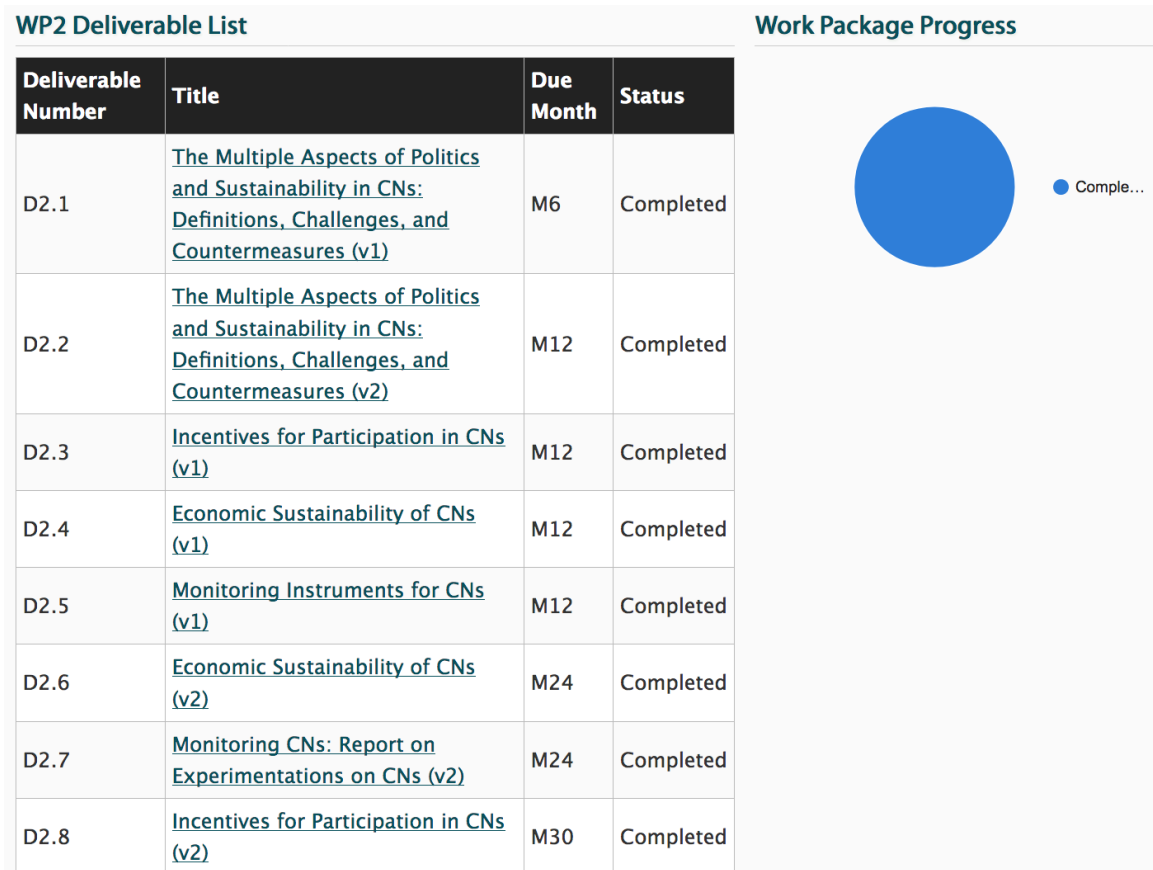 WP2 Deliverable List
Work Package Progress
Deliverable Number
Title
Due Month
Status
D2.1
The Multiple Aspects of Politics
and Sustainability in CNs:
Definitions, Challenges, and
Countermeasures (v1)
M6
Completed
D2.2
The Multiple Aspects of Politics
and Sustainability in CNs:
Definitions, Challenges, and
Countermeasures (v2)
M12
Completed
D2.3
Incentives for Participation in CNs
(v1)
M12
Completed
D2.4
Economic Sustainability of CNs
(v1)
M12
Completed
D2.5
Monitoring Instruments for CNs
(v1)
M12
Completed
D2.6
Economic Sustainability of CNs
(v2)
M24
Completed
D2.7
Monitoring CNs: Report on
Experimentations on CNs (v2)
M24
Completed
D2.8
Incentives for Participation in CNs
(v2)
M30
Completed
Comple…